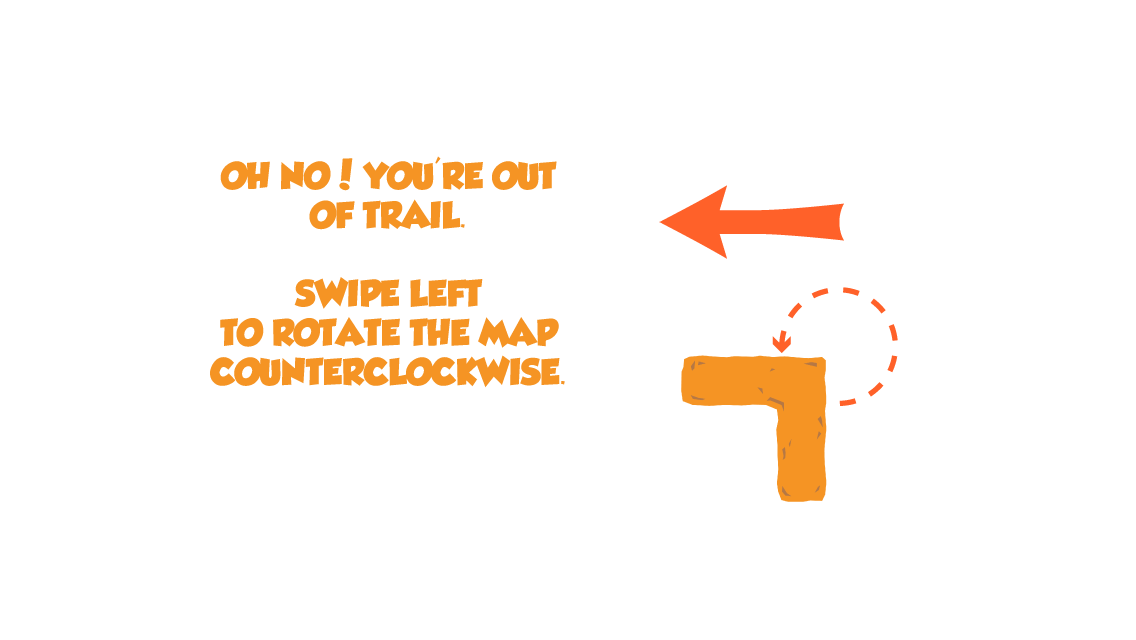 OH NO! YOU'RE OUT
OF TRAIL.
SWIPE LEFT
TO ROTATE THE MAP
COUNTERCLOCKWISE.